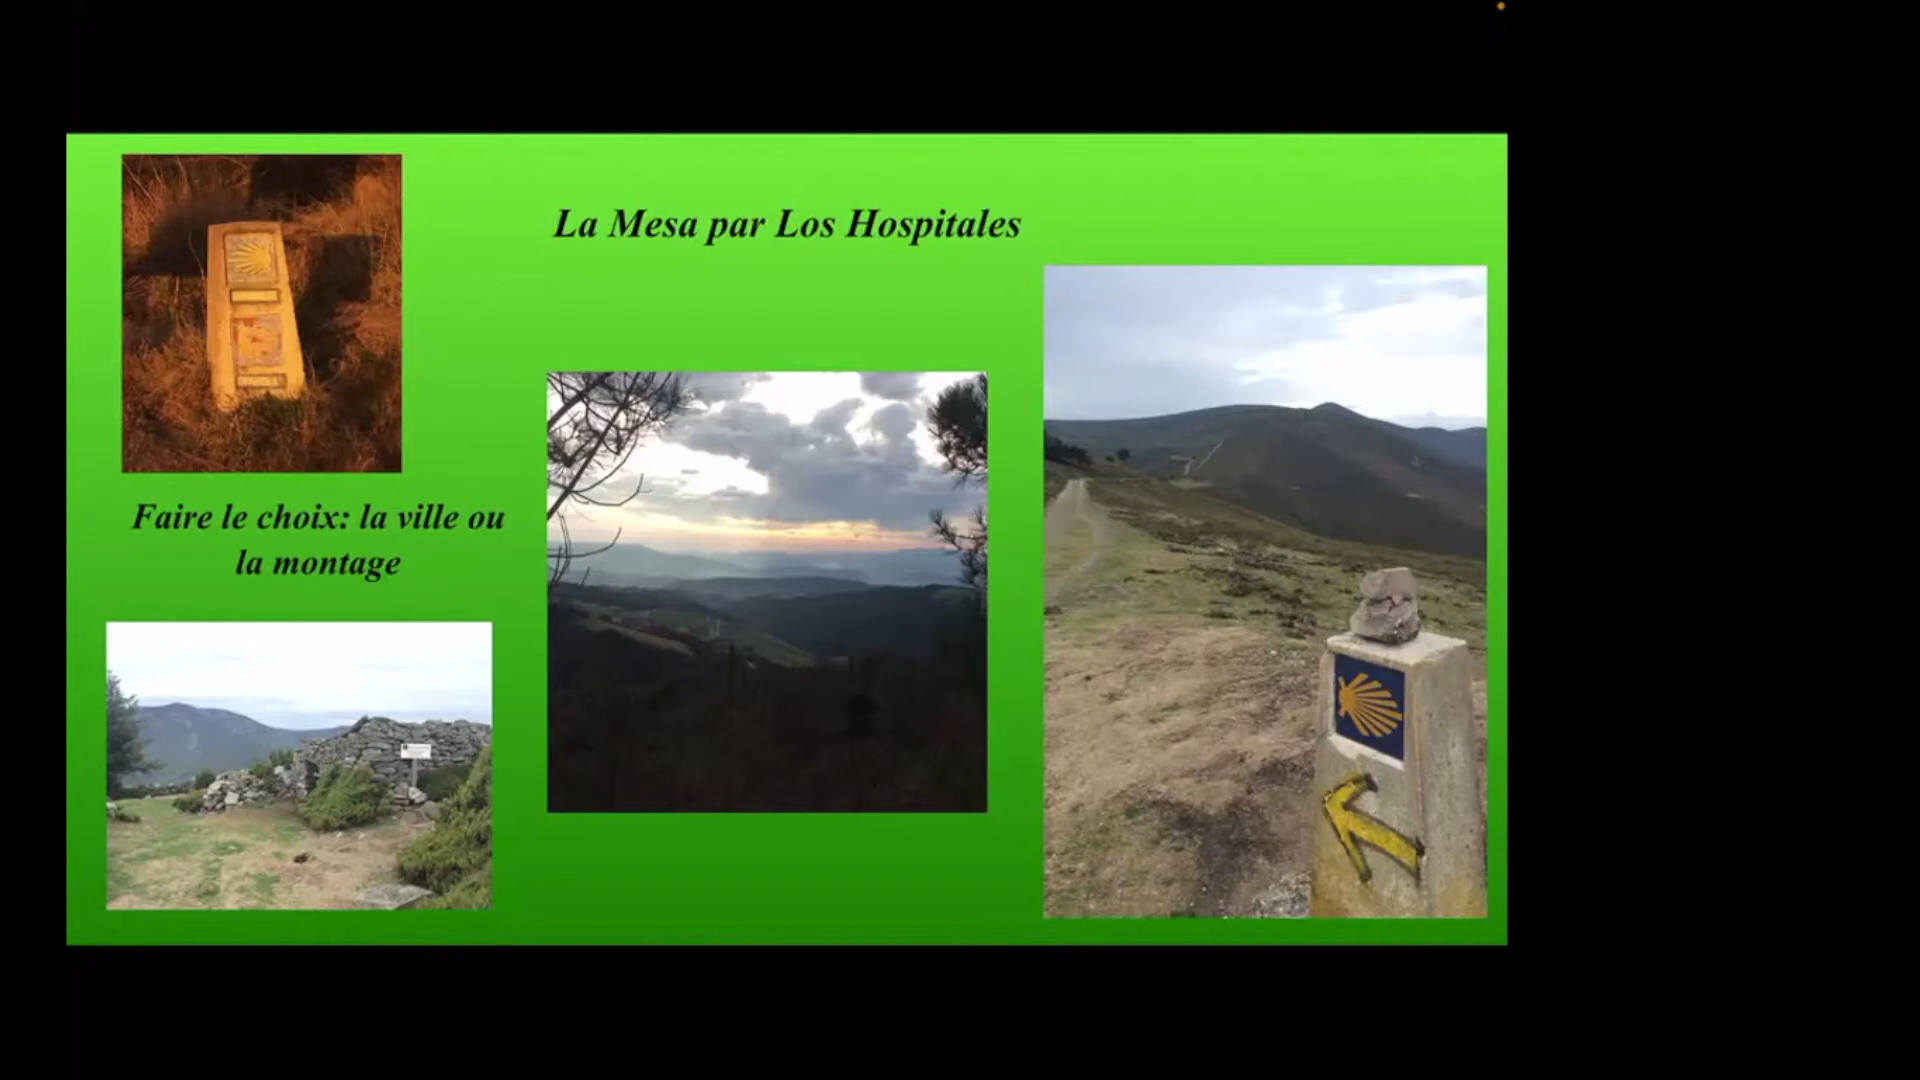 La Mesa par Los Hospitales
Faire le choix: la ville ou
la montage